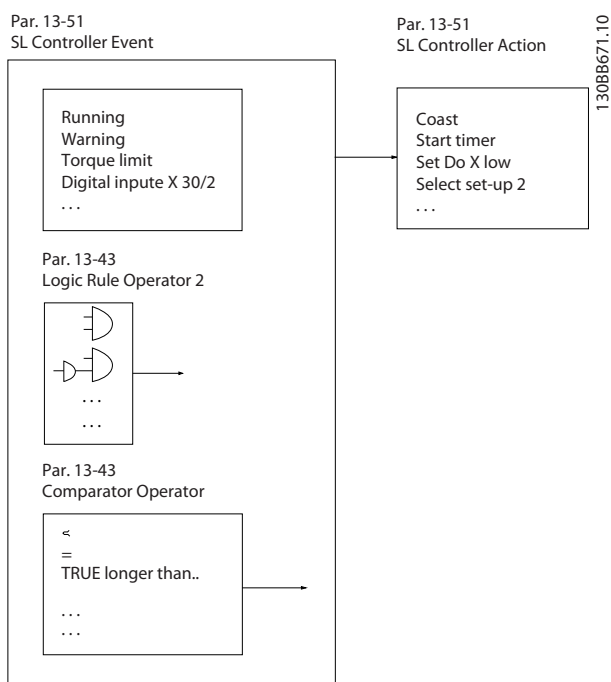 Par. 13-51
SL Controller Event
Par. 13-51
SL Controller Action
130BB671.10
Running
Warning
Torque limit
Digital inpute X 30/2
. . .
Coast
Start timer
Set Do X low
Select set-up 2
. . .
Par. 13-43
Logic Rule Operator 2
. . .
. . .
Par. 13-43
Comparator Operator
=
TRUE longer than..
. . .
. . .